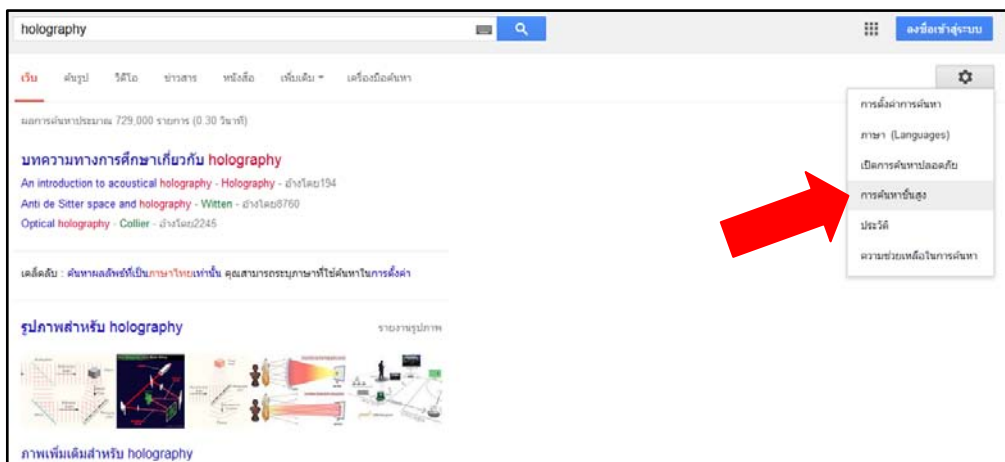 holography
ลงชื่อเข้าสู่ระบบ
เว็บ ค้นรูป วิดีโอ ข่าวสาร หนังสือ เพิ่มเติม เครื่องมือค้นหา
ผลการค้นหาประมาณ 729,000 รายการ (0.30 วินาที)
การตั้งค่าการค้นหา
ภาษา (Languages)
เปิดการค้นหาปลอดภัย
การค้นหาขั้นสูง
ประวัติ
ความช่วยเหลือในการค้นหา
บทความทางการศึกษาเกี่ยวกับ holography
An introduction to acoustical holography - Holography - อ้างโดย194
Anti de Sitter space and holography - Witten - อ้างโดย8760
Optical holography - Collier - อ้างโดย2245
เคล็ดลับ : ค้นหาผลลัพธ์ที่เป็นภาษาไทยเท่านั้น คุณสามารถระบุภาษาที่ใช้ค้นหาในการตั้งค่า
รูปภาพสำหรับ holography
รายงานรูปภาพ
ภาพเพิ่มเติมสำหรับ holography